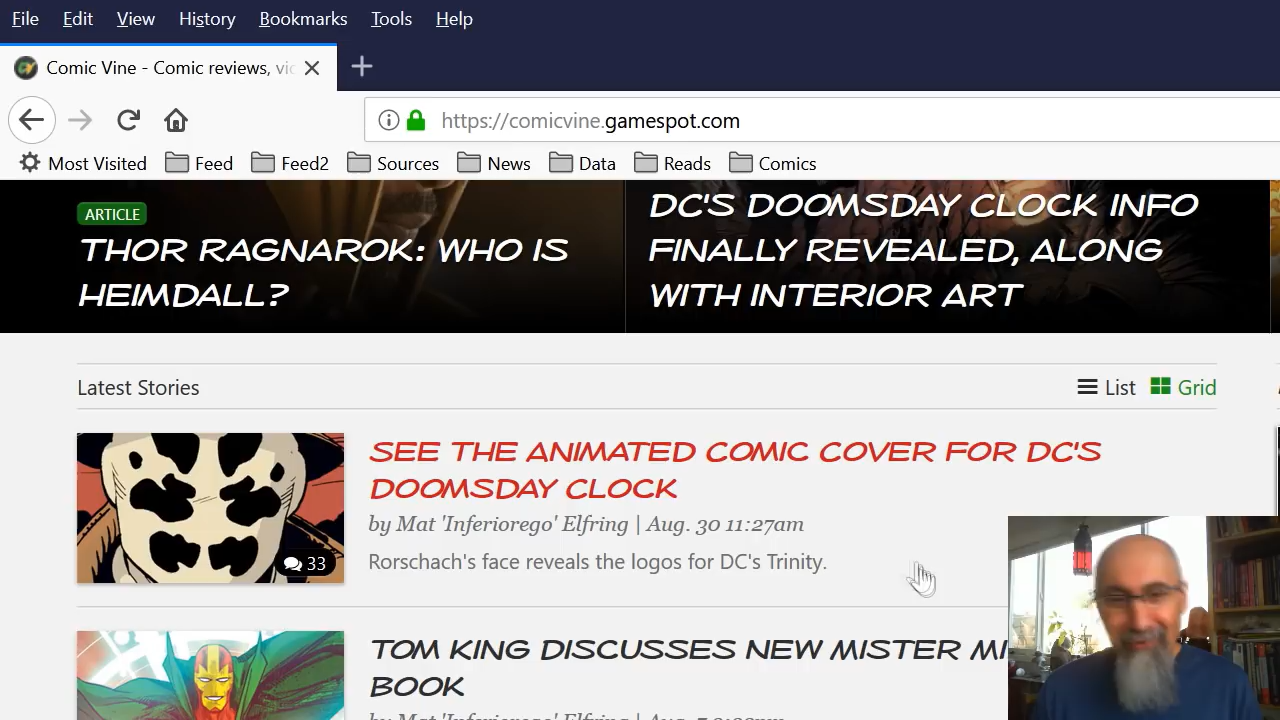 File Edit View History Bookmarks Tools Help
Comic Vine - Comic reviews,
https://comicvine.gamespot.com
Most Visited Feed Feed2 Sources News Data Reads Comics
ARTICLE
THOR RAGNAROK: WHO IS
HEIMDALL?
DC'S DOOMSDAY CLOCK INFO
FINALLY REVEALED, ALONG
WITH INTERIOR ART
Latest Stories
List Grid
SEE THE ANIMATED COMIC COVER FOR DC'S
DOOMSDAY CLOCK
by Mat 'Inferiorego' Elfring | Aug. 30 11:27am
Rorschach's face reveals the logos for DC's Trinity.
33
TOM KING DISCUSSES NEW MISTER
BOOK